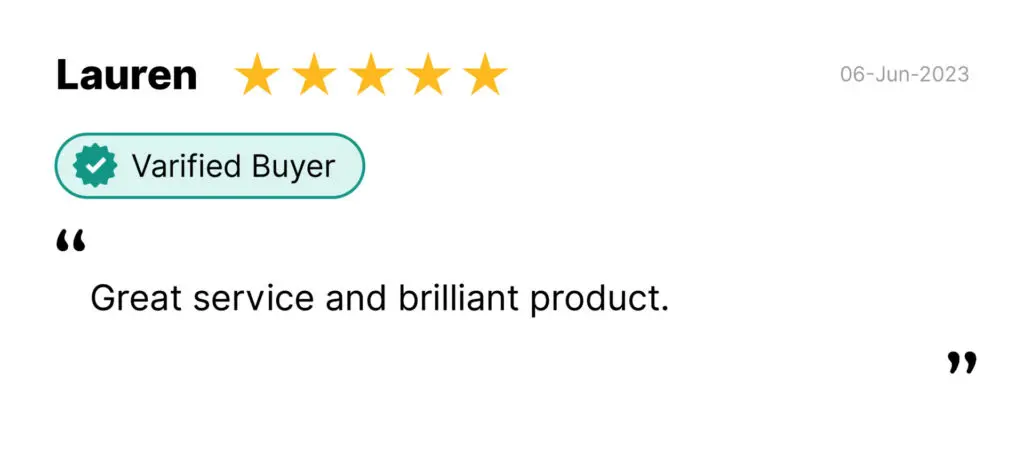 Lauren
06-Jun-2023
Varified Buyer
“
Great service and brilliant product.
”